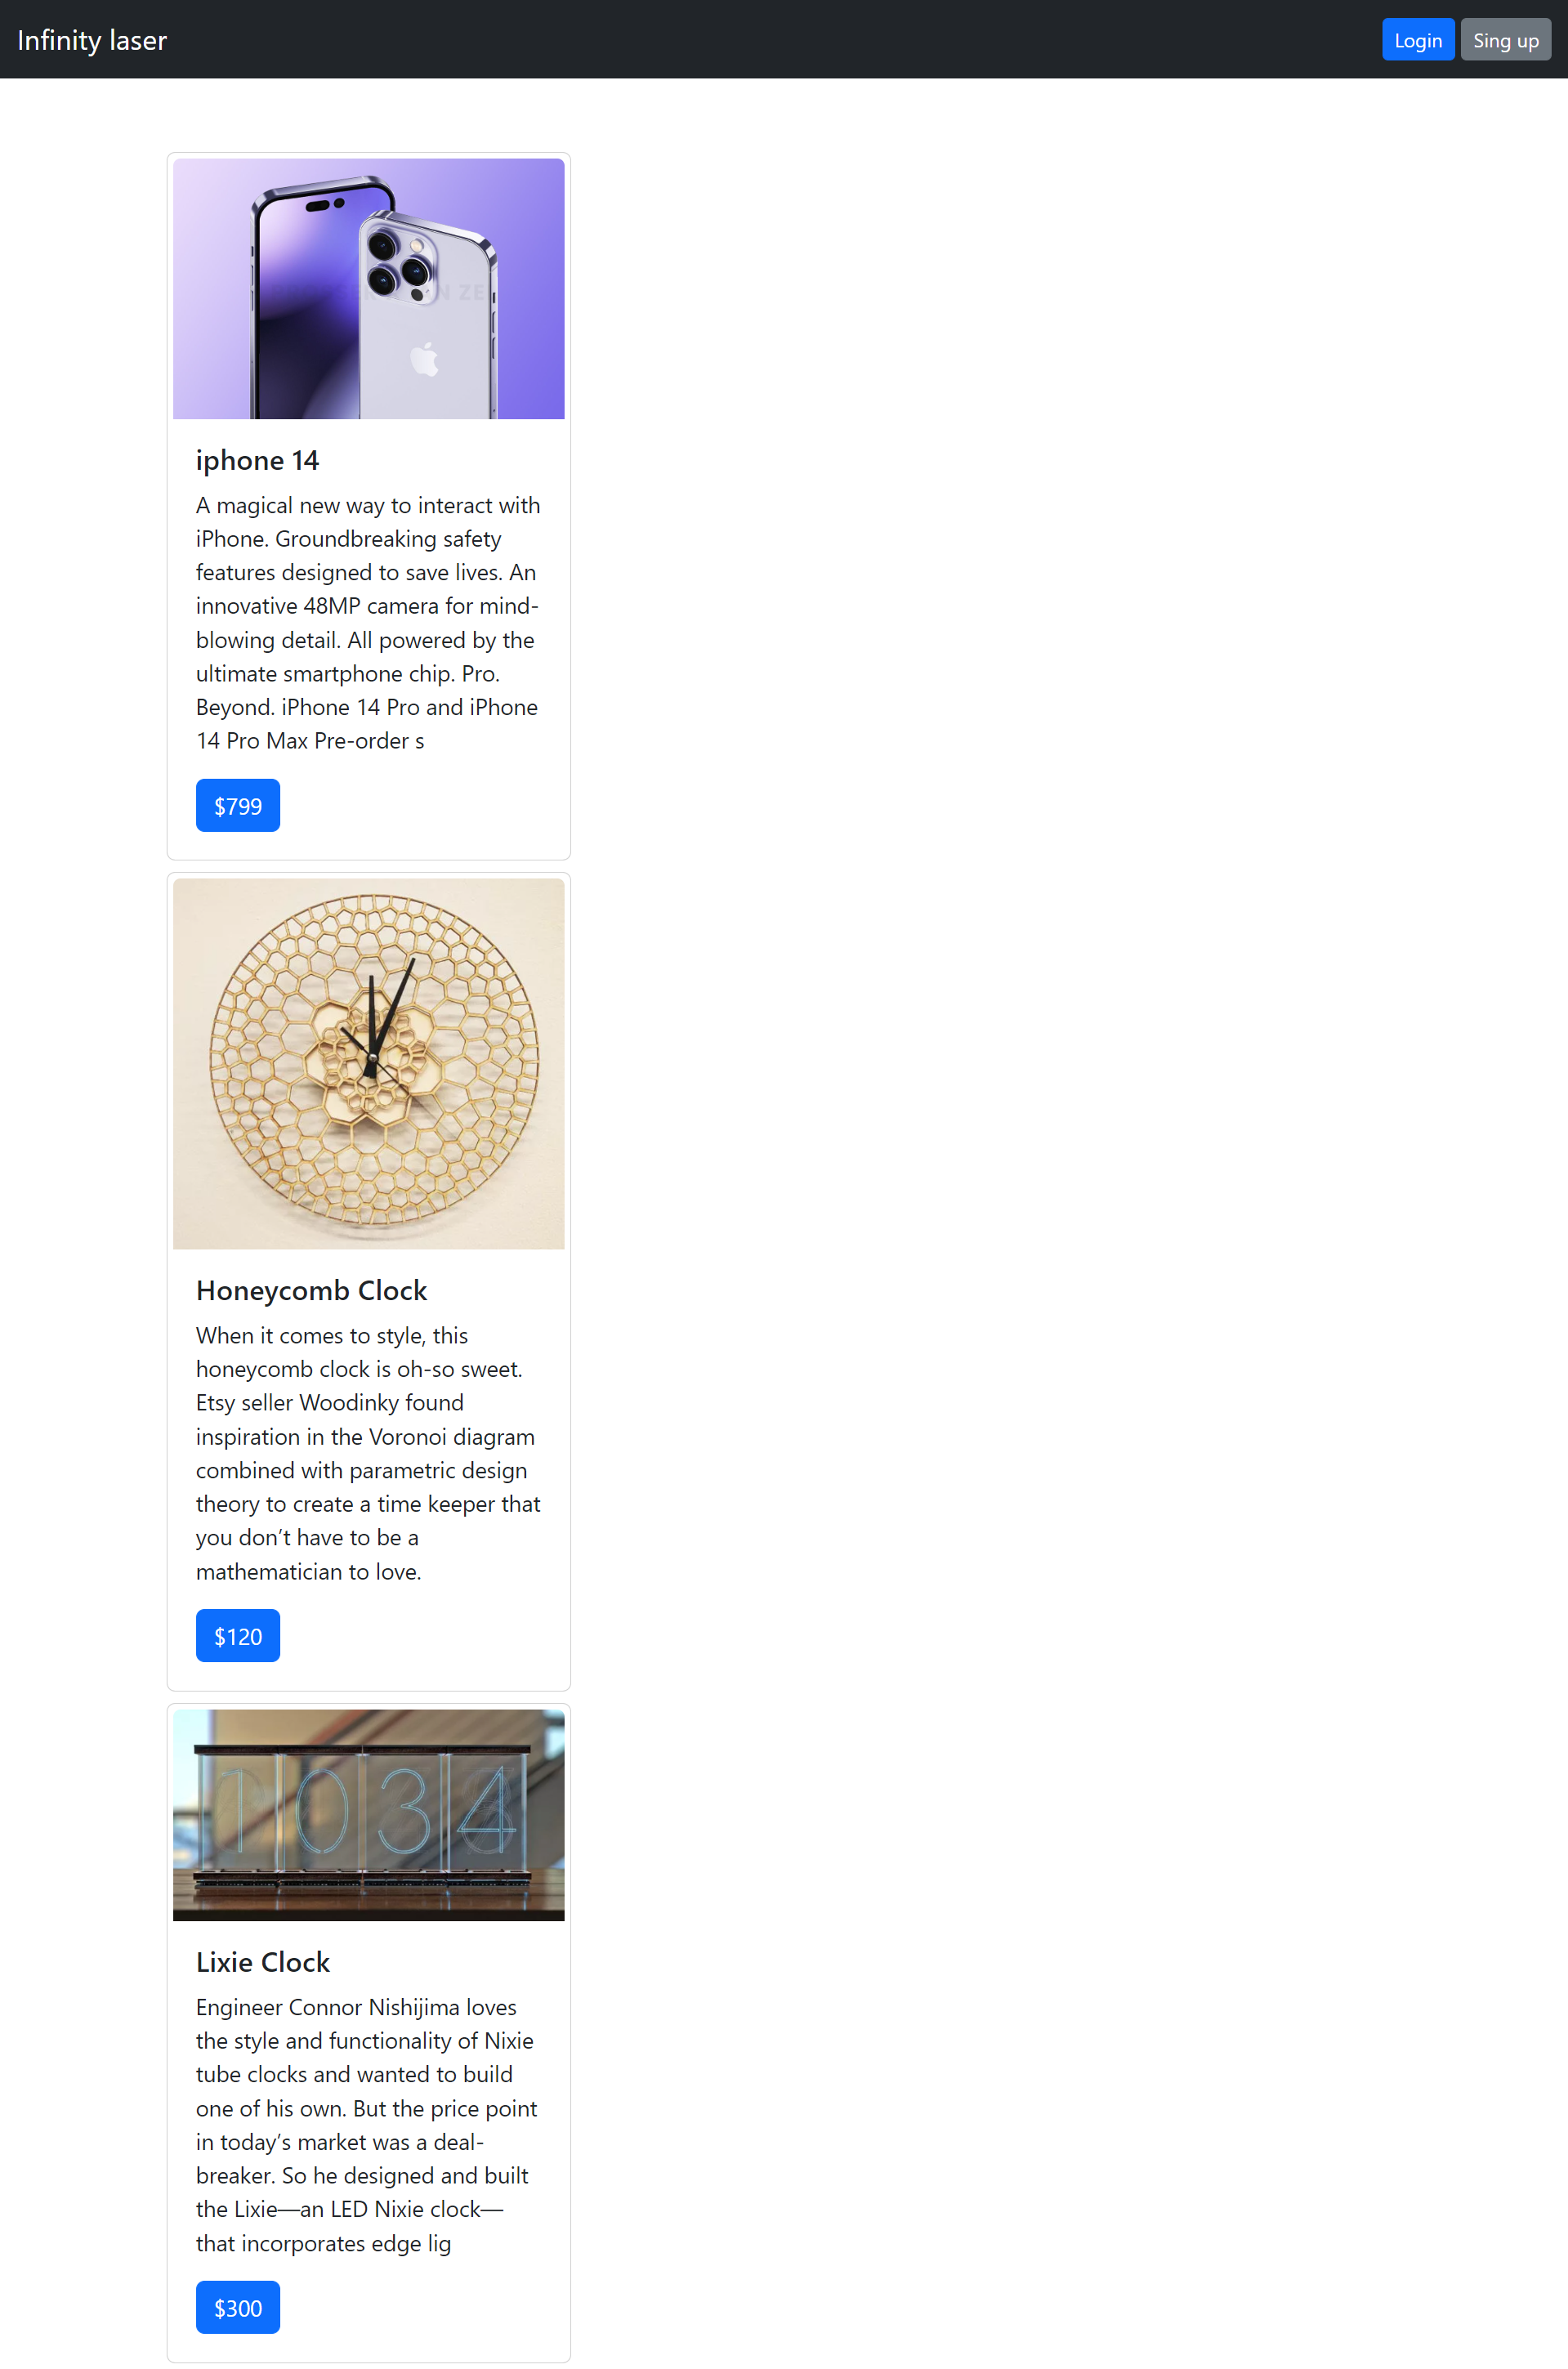 Infinity laser
Login
Sing up
iphone 14
A magical new way to interact with
iPhone. Groundbreaking safety
features designed to save lives. An
innovative 48MP camera for mind-
blowing detail. All powered by the
ultimate smartphone chip. Pro.
Beyond. iPhone 14 Pro and iPhone
14 Pro Max Pre-order s
$799
Honeycomb Clock
When it comes to style, this
honeycomb clock is oh-so sweet.
Etsy seller Woodinky found
inspiration in the Voronoi diagram
combined with parametric design
theory to create a time keeper that
you don’t have to be a
mathematician to love.
$120
1034
Lixie Clock
Engineer Connor Nishijima loves
the style and functionality of Nixie
tube clocks and wanted to build
one of his own. But the price point
in today’s market was a deal-
breaker. So he designed and built
the Lixie—an LED Nixie clock—
that incorporates edge lig
$300